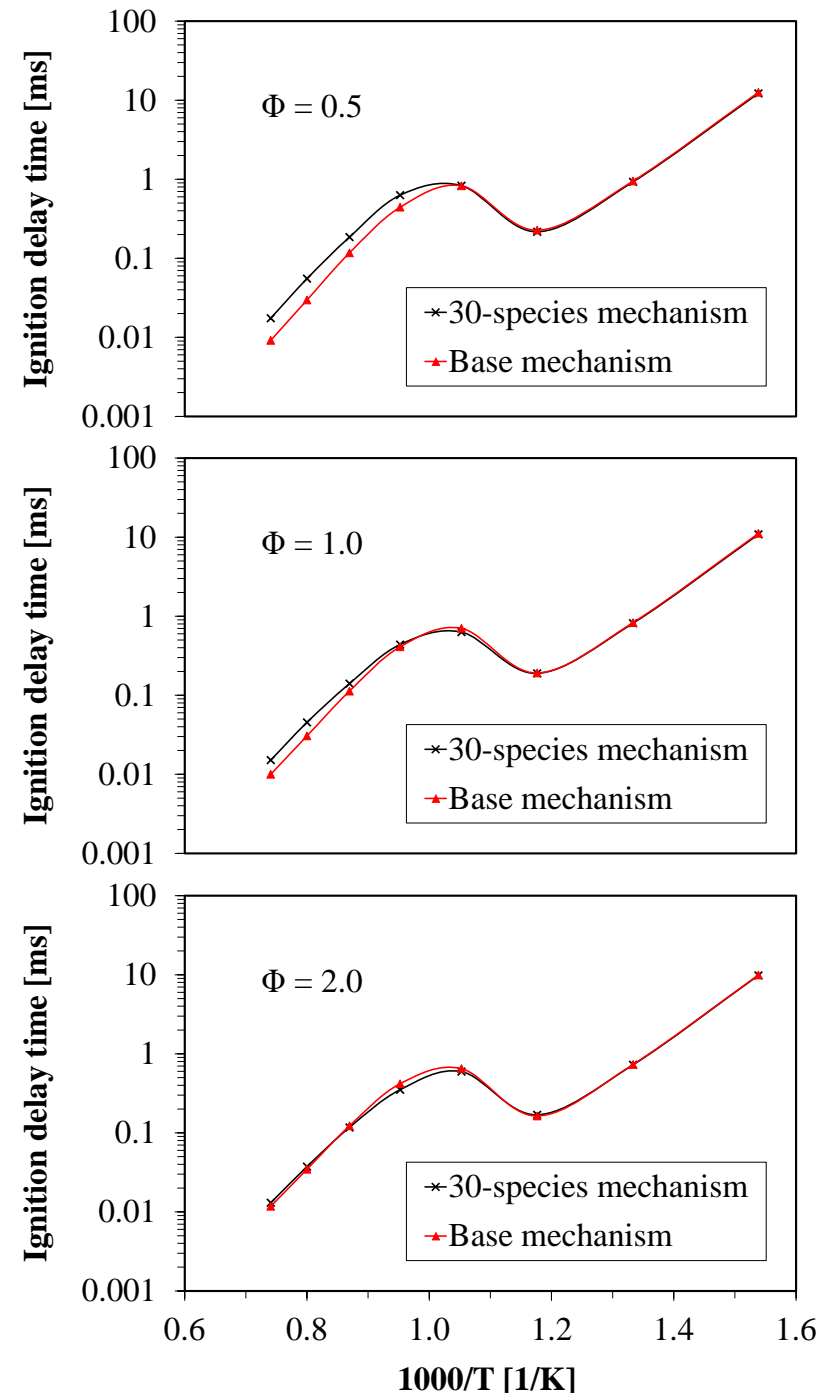 Ignition delay time [ms]
100
10
1
0.1
0.01
0.001
Φ = 0.5
30-species mechanism
Base mechanism
Ignition delay time [ms]
100
10
1
0.1
0.01
0.001
Φ = 1.0
30-species mechanism
Base mechanism
Ignition delay time [ms]
100
10
1
0.1
0.01
0.001
Φ = 2.0
30-species mechanism
Base mechanism
0.6 0.8 1.0 1.2 1.4 1.6
1000/T [1/K]